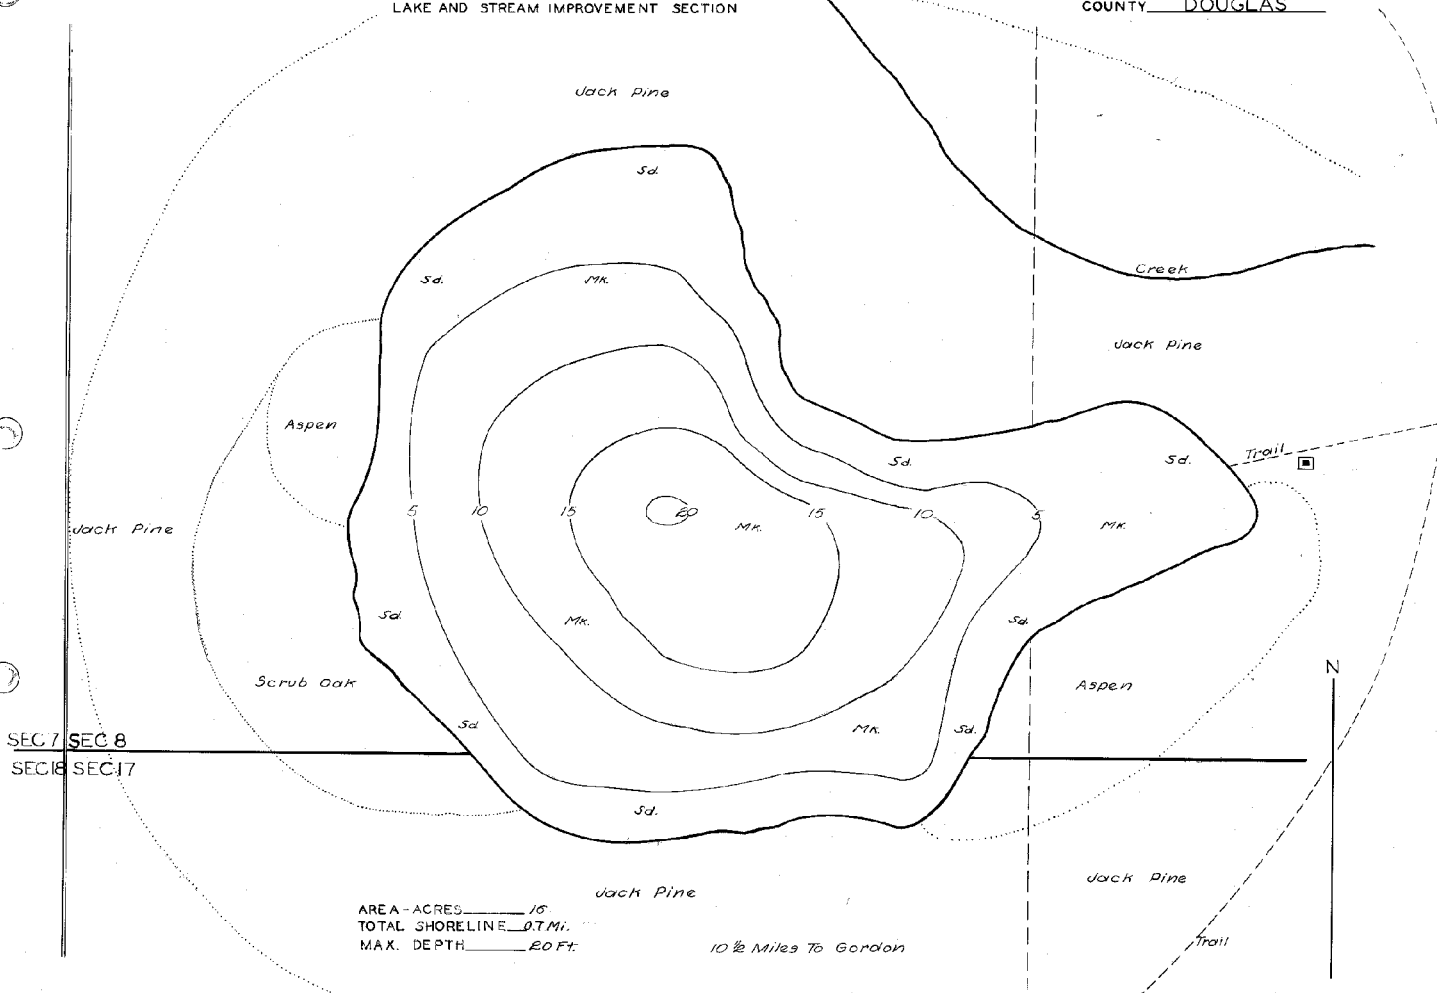 LAKE AND STREAM IMPROVEMENT SECTION
COUNTY DOUGLAS
Jack Pine
Sd.
Creek
Sd.
Mk.
Jack Pine
Aspen
Trail
Sd.
Sd.
5 10 15 20 15 10 5
Mk.
Mk.
Jack Pine
Sd.
Mk.
Sd.
N
Scrub Oak
Aspen
Sd.
Mk.
Sd.
SEC 7 SEC 8
SEC 18 SEC 17
Sd.
Jack Pine
Jack Pine
AREA-ACRES 16
TOTAL SHORELINE 0.7 Mi.
MAX. DEPTH 20 Ft.
10 1/2 Miles To Gordon
Trail